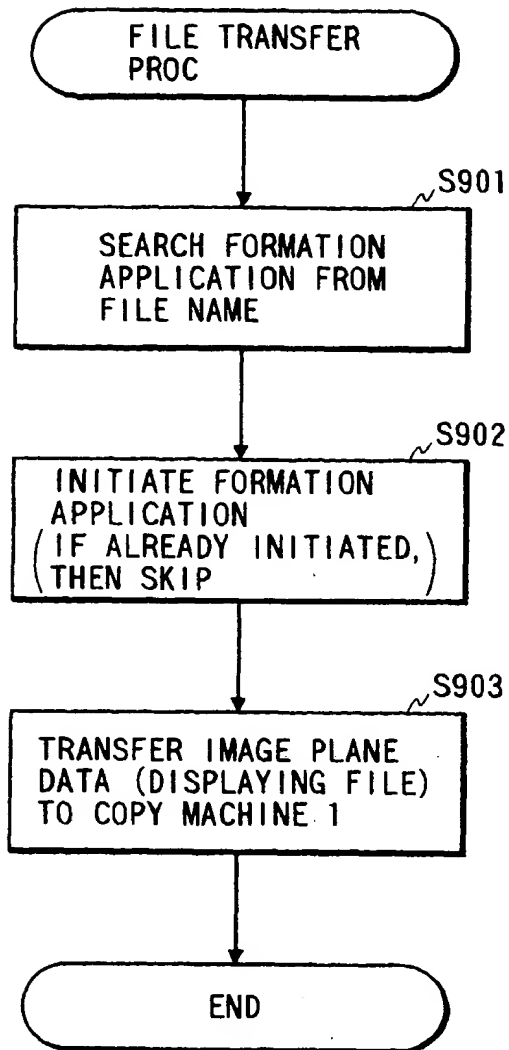 FILE TRANSFER
PROC
S901
SEARCH FORMATION
APPLICATION FROM
FILE NAME
S902
INITIATE FORMATION
APPLICATION
(IF ALREADY INITIATED,
THEN SKIP)
S903
TRANSFER IMAGE PLANE
DATA (DISPLAYING FILE)
TO COPY MACHINE 1
END